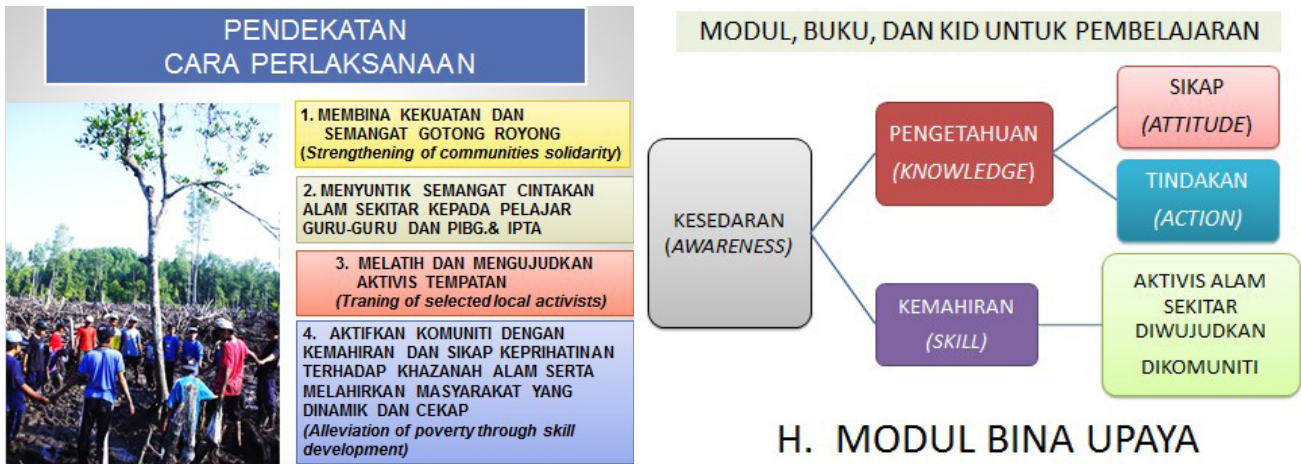 PENDEKATAN
CARA PERLAKSANAAN
1. MEMBINA KEKUATAN DAN
SEMANGAT GOTONG ROYONG
(Strengthening of communities solidarity)
2. MENYUNTIK SEMANGAT CINTAKAN
ALAM SEKITAR KEPADA PELAJAR
GURU-GURU DAN PIBG.& IPTA
3. MELATIH DAN MENGUJUDKAN
AKTIVIS TEMPATAN
(Traning of selected local activists)
4. AKTIFKAN KOMUNITI DENGAN
KEMAHIRAN DAN SIKAP KEPRIHATINAN
TERHADAP KHAZANAH ALAM SERTA
MELAHIRKAN MASYARAKAT YANG
DINAMIK DAN CEKAP
(Alleviation of poverty through skill
development)
MODUL, BUKU, DAN KID UNTUK PEMBELAJARAN
KESEDARAN
(AWARENESS)
PENGETAHUAN
(KNOWLEDGE)
SIKAP
(ATTITUDE)
TINDAKAN
(ACTION)
KEMAHIRAN
(SKILL)
AKTIVIS ALAM
SEKITAR
DIWUJUDKAN
DIKOMUNITI
H. MODUL BINA UPAYA